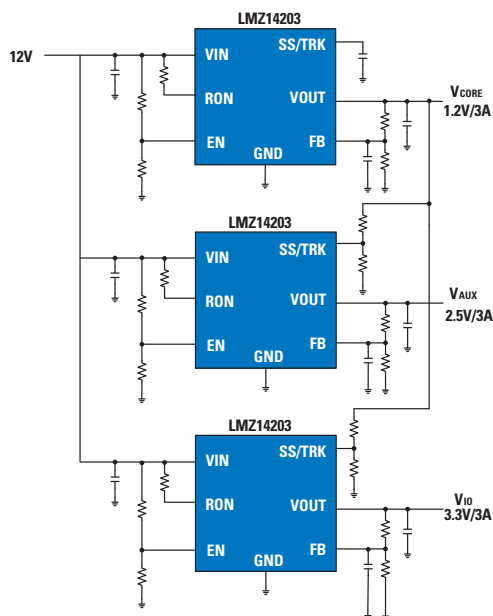 LMZ14203
12V
VIN
SS/TRK
RON
VOUT
EN
FB
GND
VCORE
1.2V/3A
LMZ14203
VIN
SS/TRK
RON
VOUT
EN
FB
GND
VAUX
2.5V/3A
LMZ14203
VIN
SS/TRK
RON
VOUT
EN
FB
GND
VIO
3.3V/3A